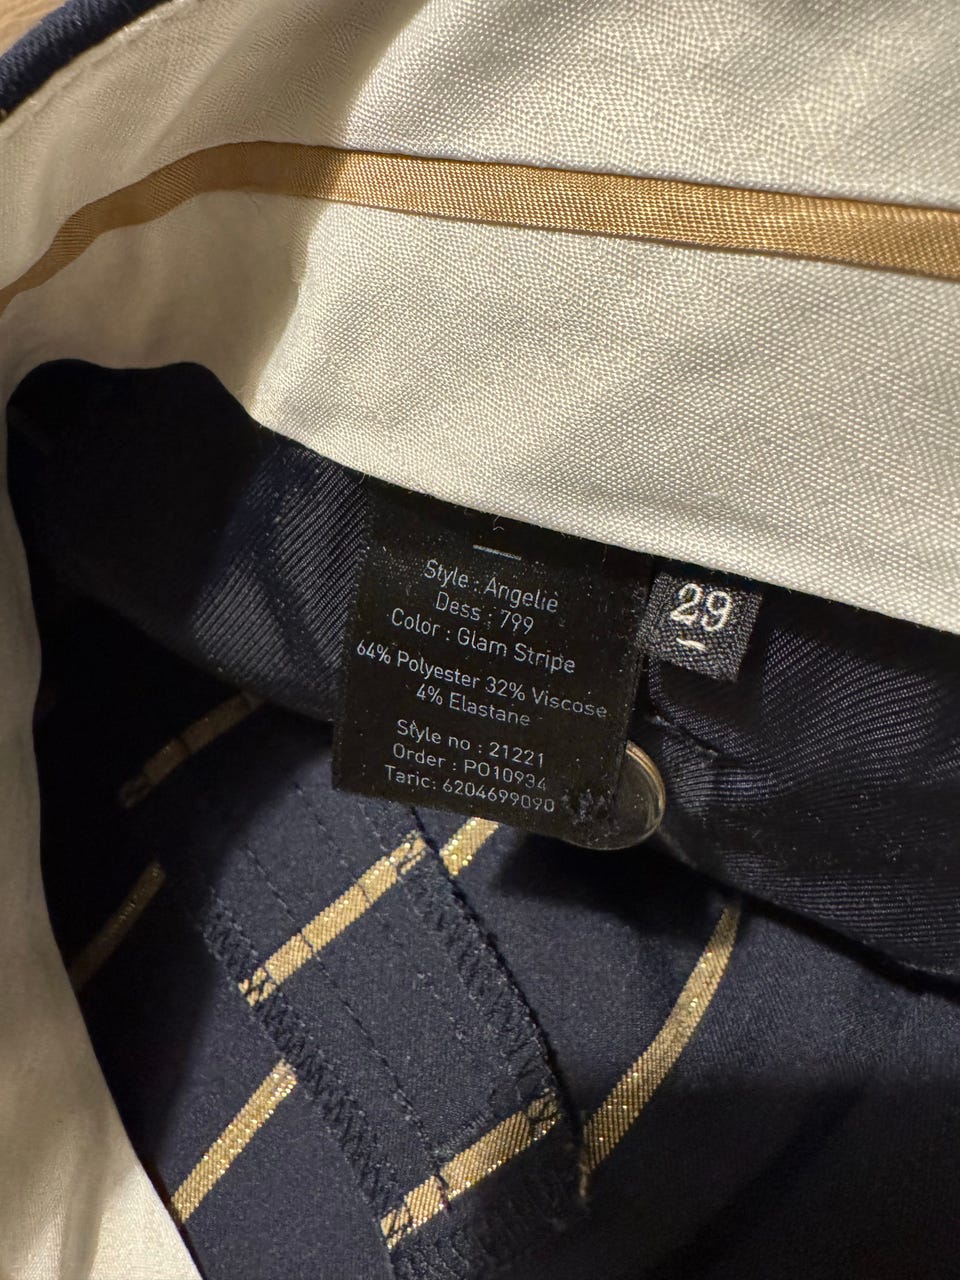 Style : Angelie
Dess : 799
Color : Glam Stripe
64% Polyester 32% Viscose
4% Elastane
Style no : 21221
Order : PO10934
Taric: 6204699090
29